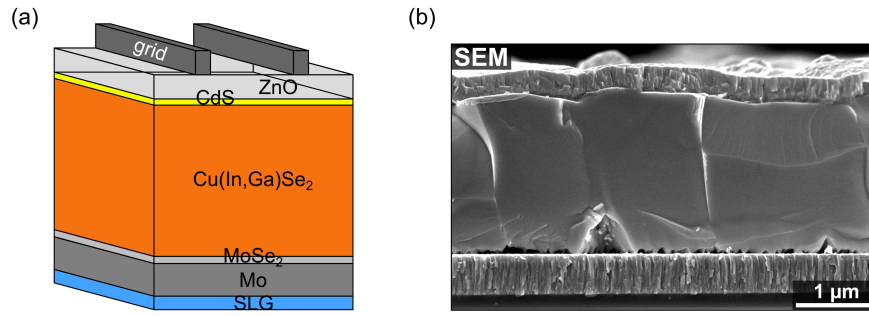 (a)
grid
ZnO
CdS
Cu(In,Ga)Se₂
MoSe₂
Mo
SLG
(b)
SEM
1 µm